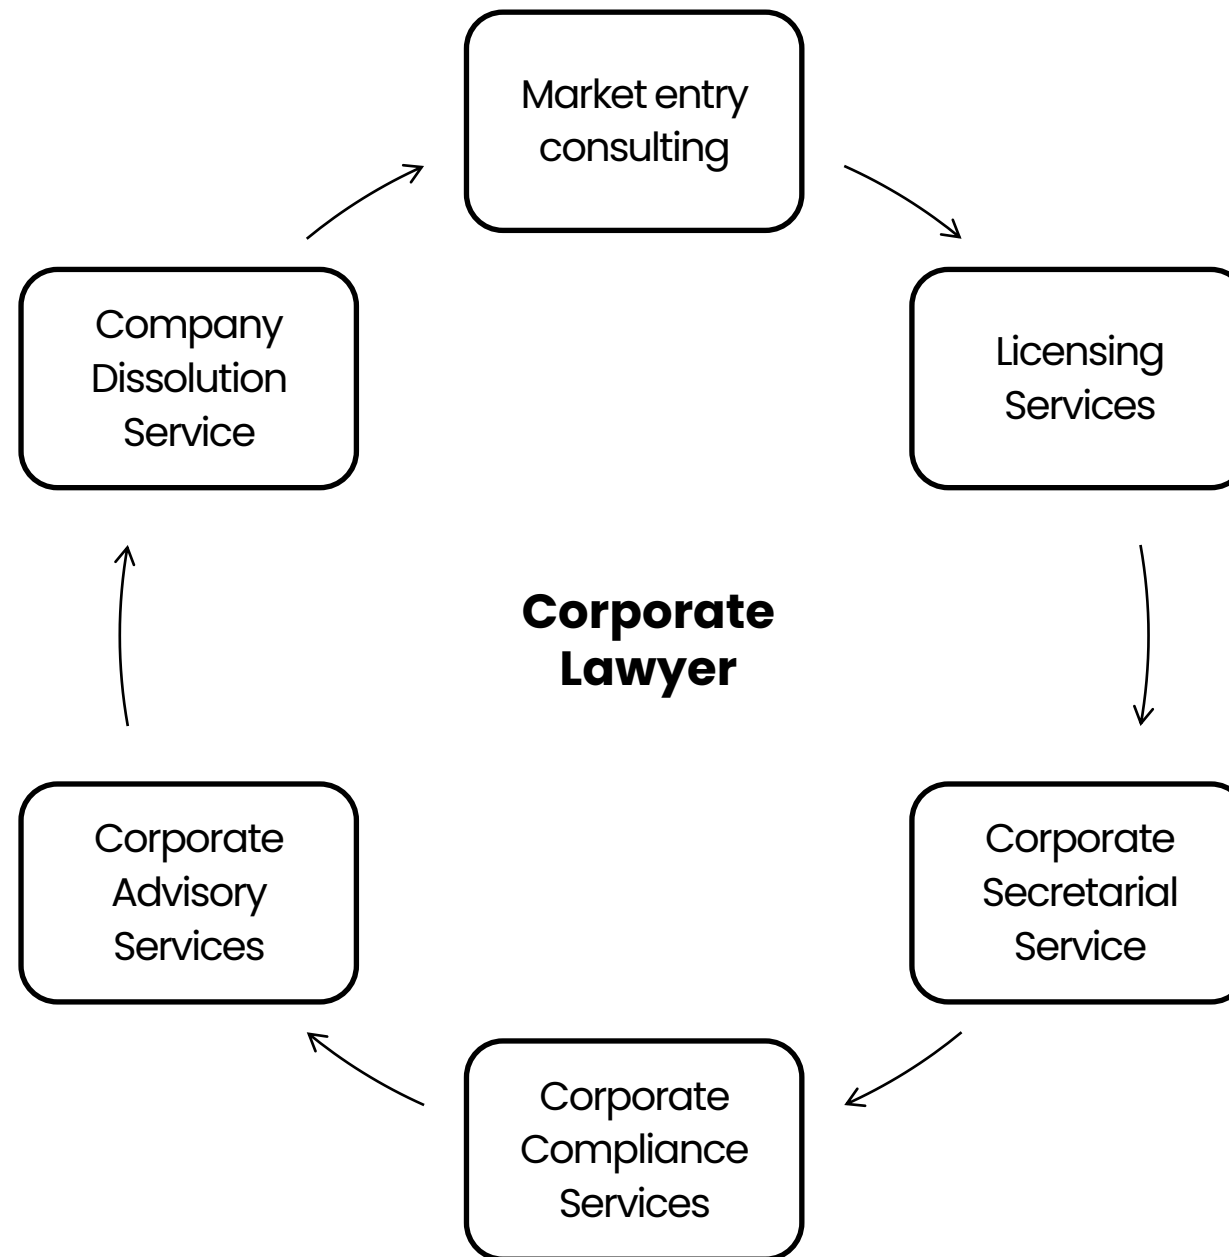 Market entry
consulting
Licensing
Services
Corporate
Secretarial
Service
Corporate
Compliance
Services
Corporate
Advisory
Services
Company
Dissolution
Service
Corporate
Lawyer